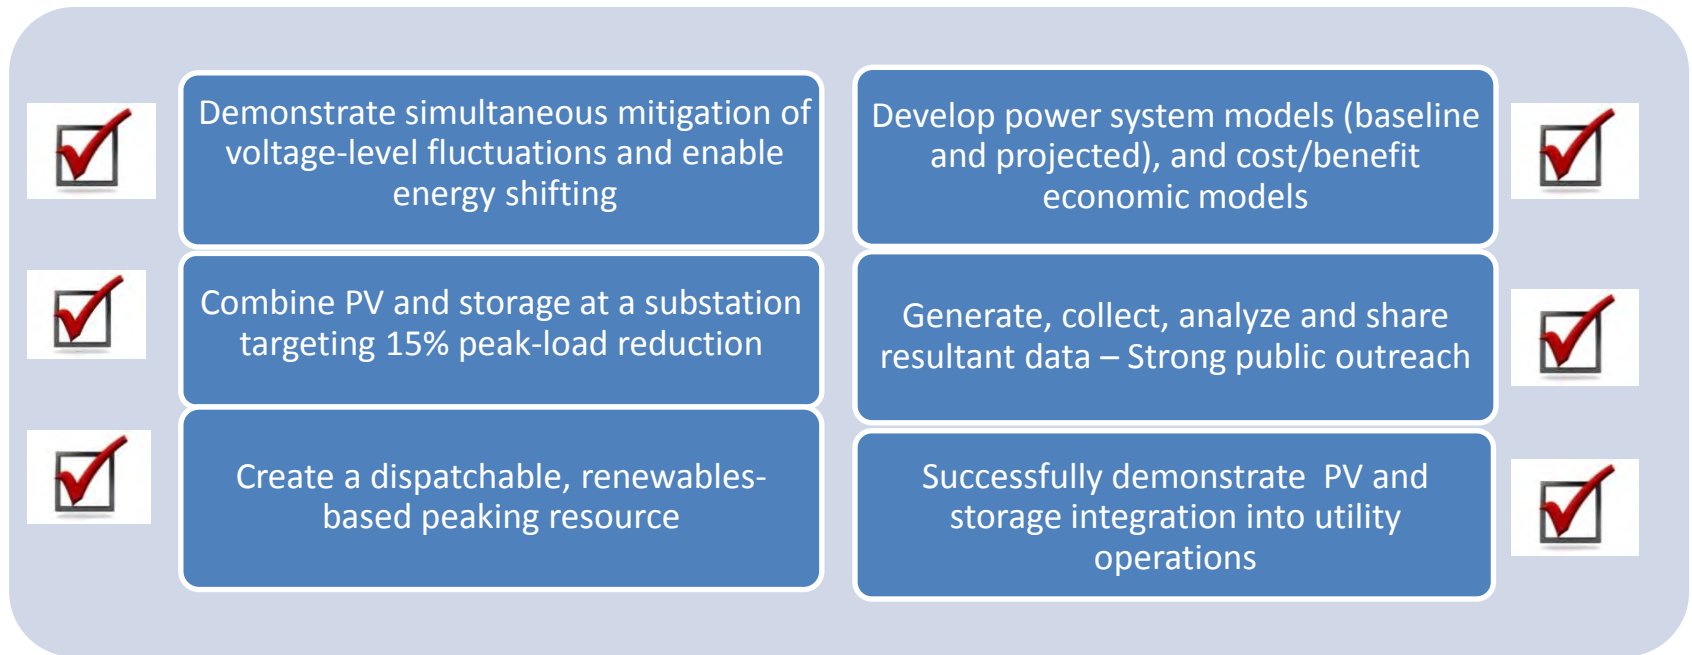 Demonstrate simultaneous mitigation of
voltage-level fluctuations and enable
energy shifting
Combine PV and storage at a substation
targeting 15% peak-load reduction
Create a dispatchable, renewables-
based peaking resource
Develop power system models (baseline
and projected), and cost/benefit
economic models
Generate, collect, analyze and share
resultant data – Strong public outreach
Successfully demonstrate  PV and
storage integration into utility
operations